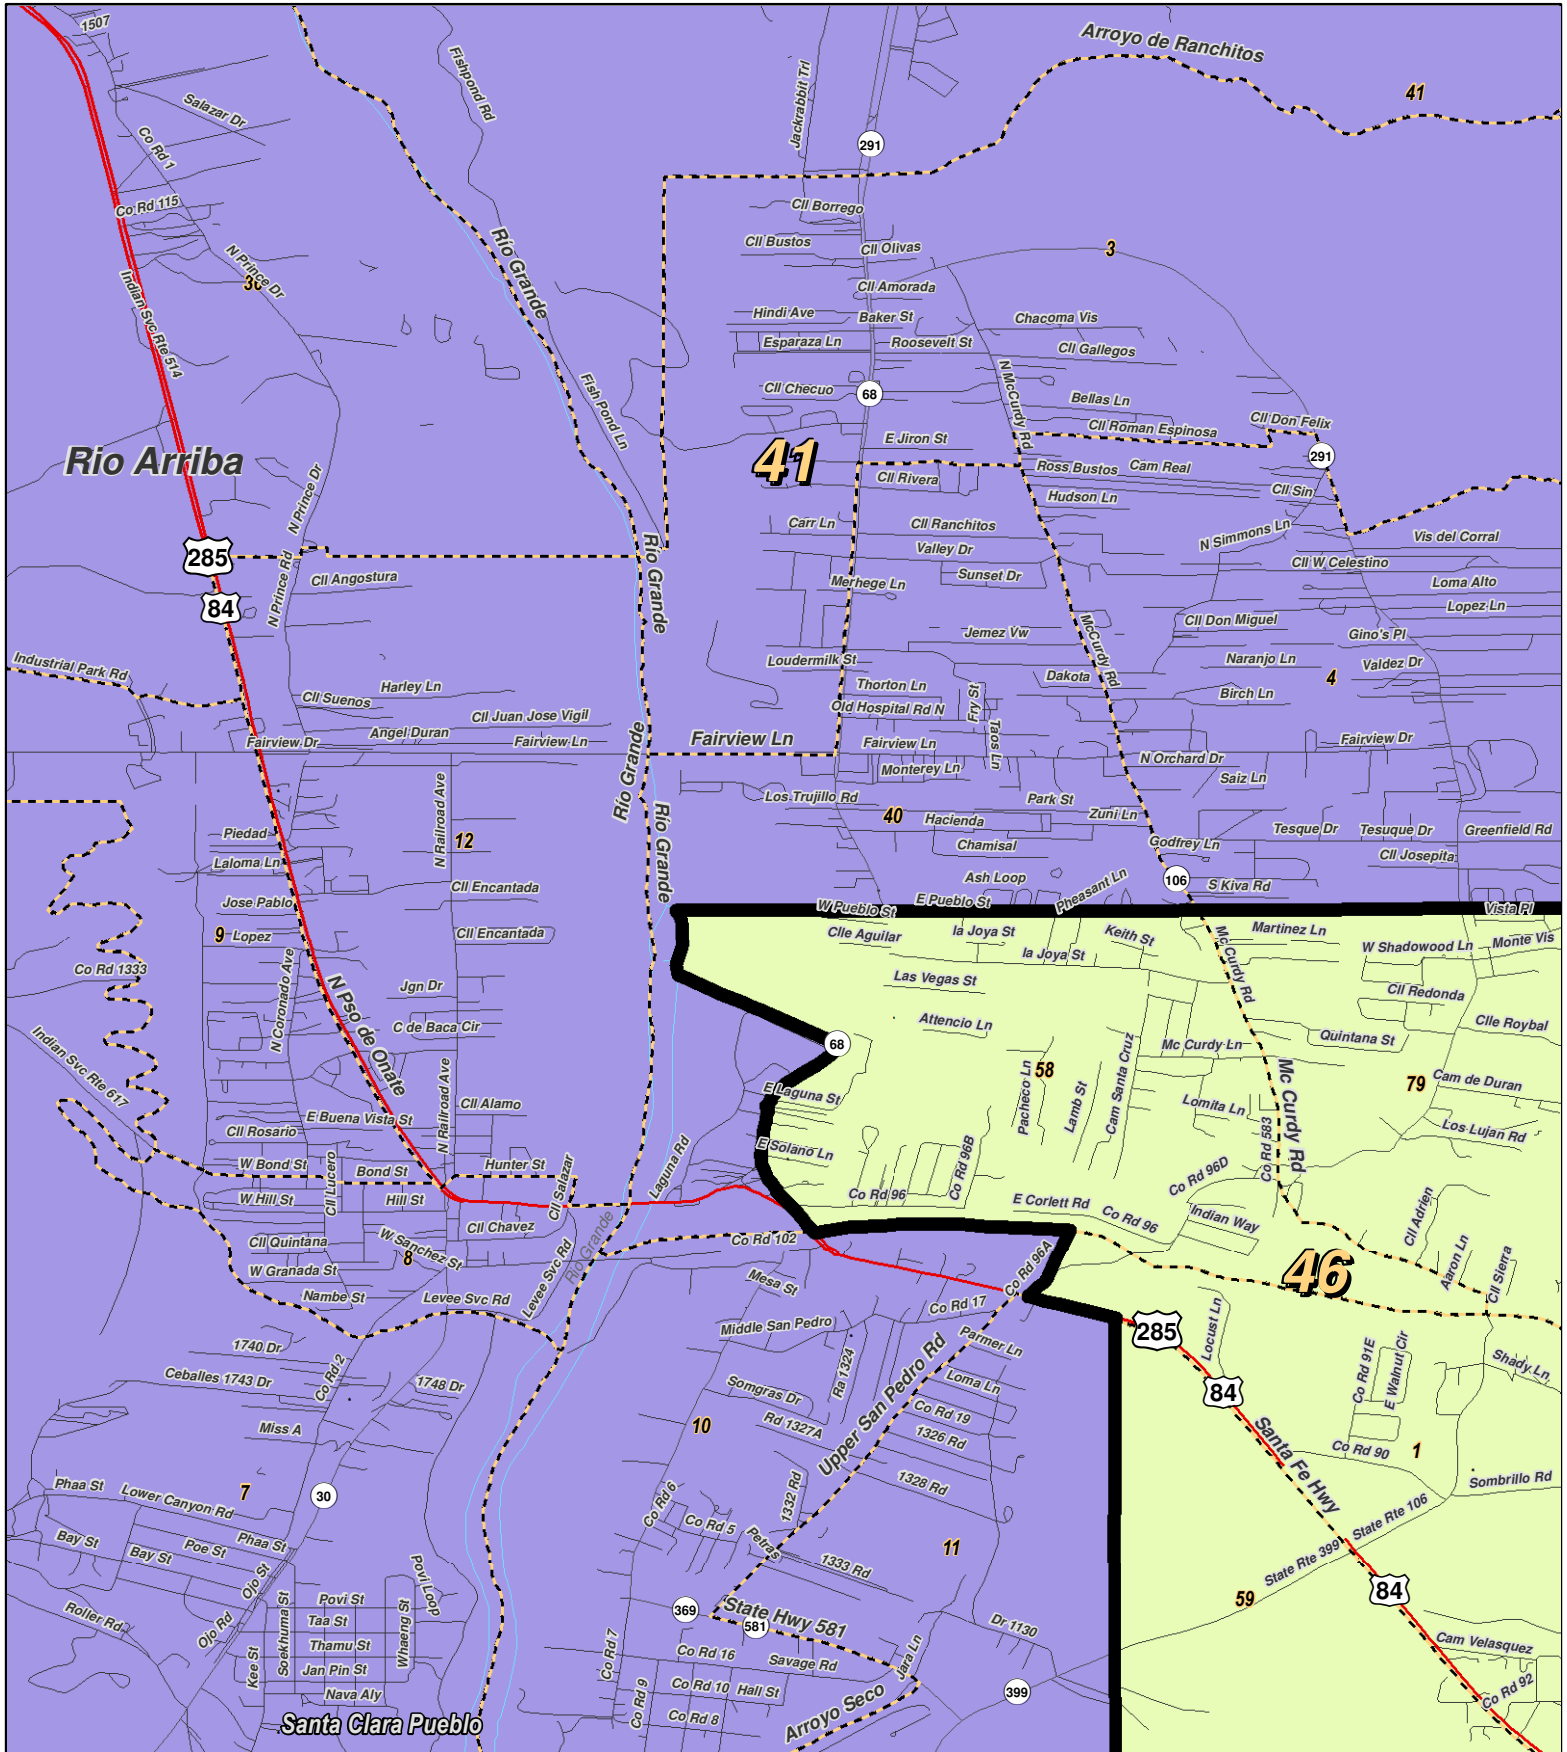 1507
Fishpond Rd
Arroyo de Ranchitos
41
Salazar Dr
Jackrabbit Trl
Co Rd 1
291
Co Rd 115
Cll Borrego
Cll Bustos
Cll Olivas
3
N Prince Dr
Rio Grande
Indian Svc Rte 514
Cll Amorada
Hindi Ave
Baker St
Chacoma Vis
Esparaza Ln
Roosevelt St
Cll Gallegos
Fish Pond Ln
Cll Checuo
68
N McCurdy Rd
Bellas Ln
Cll Roman Espinosa
Cll Don Felix
Rio Arriba
41
E Jiron St
291
Ross Bustos
Cam Real
Cll Rivera
Hudson Ln
Cll Sin
N Prince Dr
Carr Ln
Cll Ranchitos
N Simmons Ln
Vis del Corral
285
Rio Grande
Valley Dr
Cll W Celestino
Cll Angostura
Merhege Ln
Sunset Dr
Loma Alto
84
N Prince Rd
Lopez Ln
Cll Don Miguel
Jemez Vw
McCurdy Rd
Gino's Pl
Industrial Park Rd
Loudermilk St
Naranjo Ln
Valdez Dr
4
Harley Ln
Cll Suenos
Thorton Ln
Fry St
Dakota
Birch Ln
Old Hospital Rd N
Cll Juan Jose Vigil
Angel Duran
Fairview Dr
Fairview Ln
Rio Grande
Fairview Ln
Fairview Ln
Taos Ln
N Orchard Dr
Fairview Dr
Monterey Ln
Saiz Ln
N Railroad Ave
Los Trujillo Rd
Park St
Rio Grande
40
Hacienda
Zuni Ln
Piedad
12
Tesque Dr
Tesuque Dr
Greenfield Rd
Chamisal
Godfrey Ln
Laloma Ln
Cll Josepita
Cll Encantada
Ash Loop
Pheasant Ln
106
S Kiva Rd
Jose Pablo
W Pueblo St
E Pueblo St
Vista Pl
9
Lopez
Cll Encantada
Clle Aguilar
la Joya St
Keith St
Martinez Ln
W Shadowood Ln
Monte Vis
la Joya St
Co Rd 1333
N Coronado Ave
N Pso de Onate
Jgn Dr
Las Vegas St
Mc Curdy Rd
Cll Redonda
C de Baca Cir
Attencio Ln
Clle Roybal
Indian Svc Rte 617
68
Mc Curdy Ln
Quintana St
Pacheco Ln
58
Lamb St
Cam Santa Cruz
79
Cam de Duran
E Laguna St
Mc Curdy Rd
N Railroad Ave
Cll Alamo
Lomita Ln
E Buena Vista St
Los Lujan Rd
Cll Rosario
E Solano Ln
Co Rd 583
W Bond St
Bond St
Hunter St
Cll Salazar
Laguna Rd
Co Rd 96B
Co Rd 96D
Cll Lucero
Co Rd 96
W Hill St
Hill St
E Corlett Rd
Co Rd 96
Indian Way
Cll Adrien
Cll Chavez
Co Rd 102
Cll Quintana
W Sanchez St
8
Rio Grande
Levee Svc Rd
Co Rd 96A
46
Aaron Ln
Cll Sierra
W Granada St
Mesa St
Nambe St
Levee Svc Rd
Co Rd 17
Locust Ln
Middle San Pedro
285
Parmer Ln
1740 Dr
Co Rd 2
Upper San Pedro Rd
Ra 1324
Co Rd 91E
E Walnut Cir
Shady Ln
Ceballes 1743 Dr
1748 Dr
Somgras Dr
Loma Ln
84
Co Rd 19
Miss A
10
Rd 1327A
1326 Rd
Santa Fe Hwy
Co Rd 90
1
Phaa St
Lower Canyon Rd
7
30
1328 Rd
Sombrillo Rd
Co Rd 6
1332 Rd
State Rte 106
Bay St
Bay St
Poe St
Phaa St
Co Rd 5
Petras
11
Ojo St
Povi Loop
1333 Rd
State Rte 399
84
59
Roller Rd
Soekhuma St
Povi St
Whaeng St
369
State Hwy 581
581
Ojo Rd
Taa St
Dr 1130
Thamu St
Co Rd 7
Co Rd 16
Savage Rd
Jara Ln
Cam Velasquez
Kee St
Jan Pin St
Co Rd 9
Co Rd 10
Hall St
399
Co Rd 92
Nava Aly
Co Rd 8
Arroyo Seco
Santa Clara Pueblo